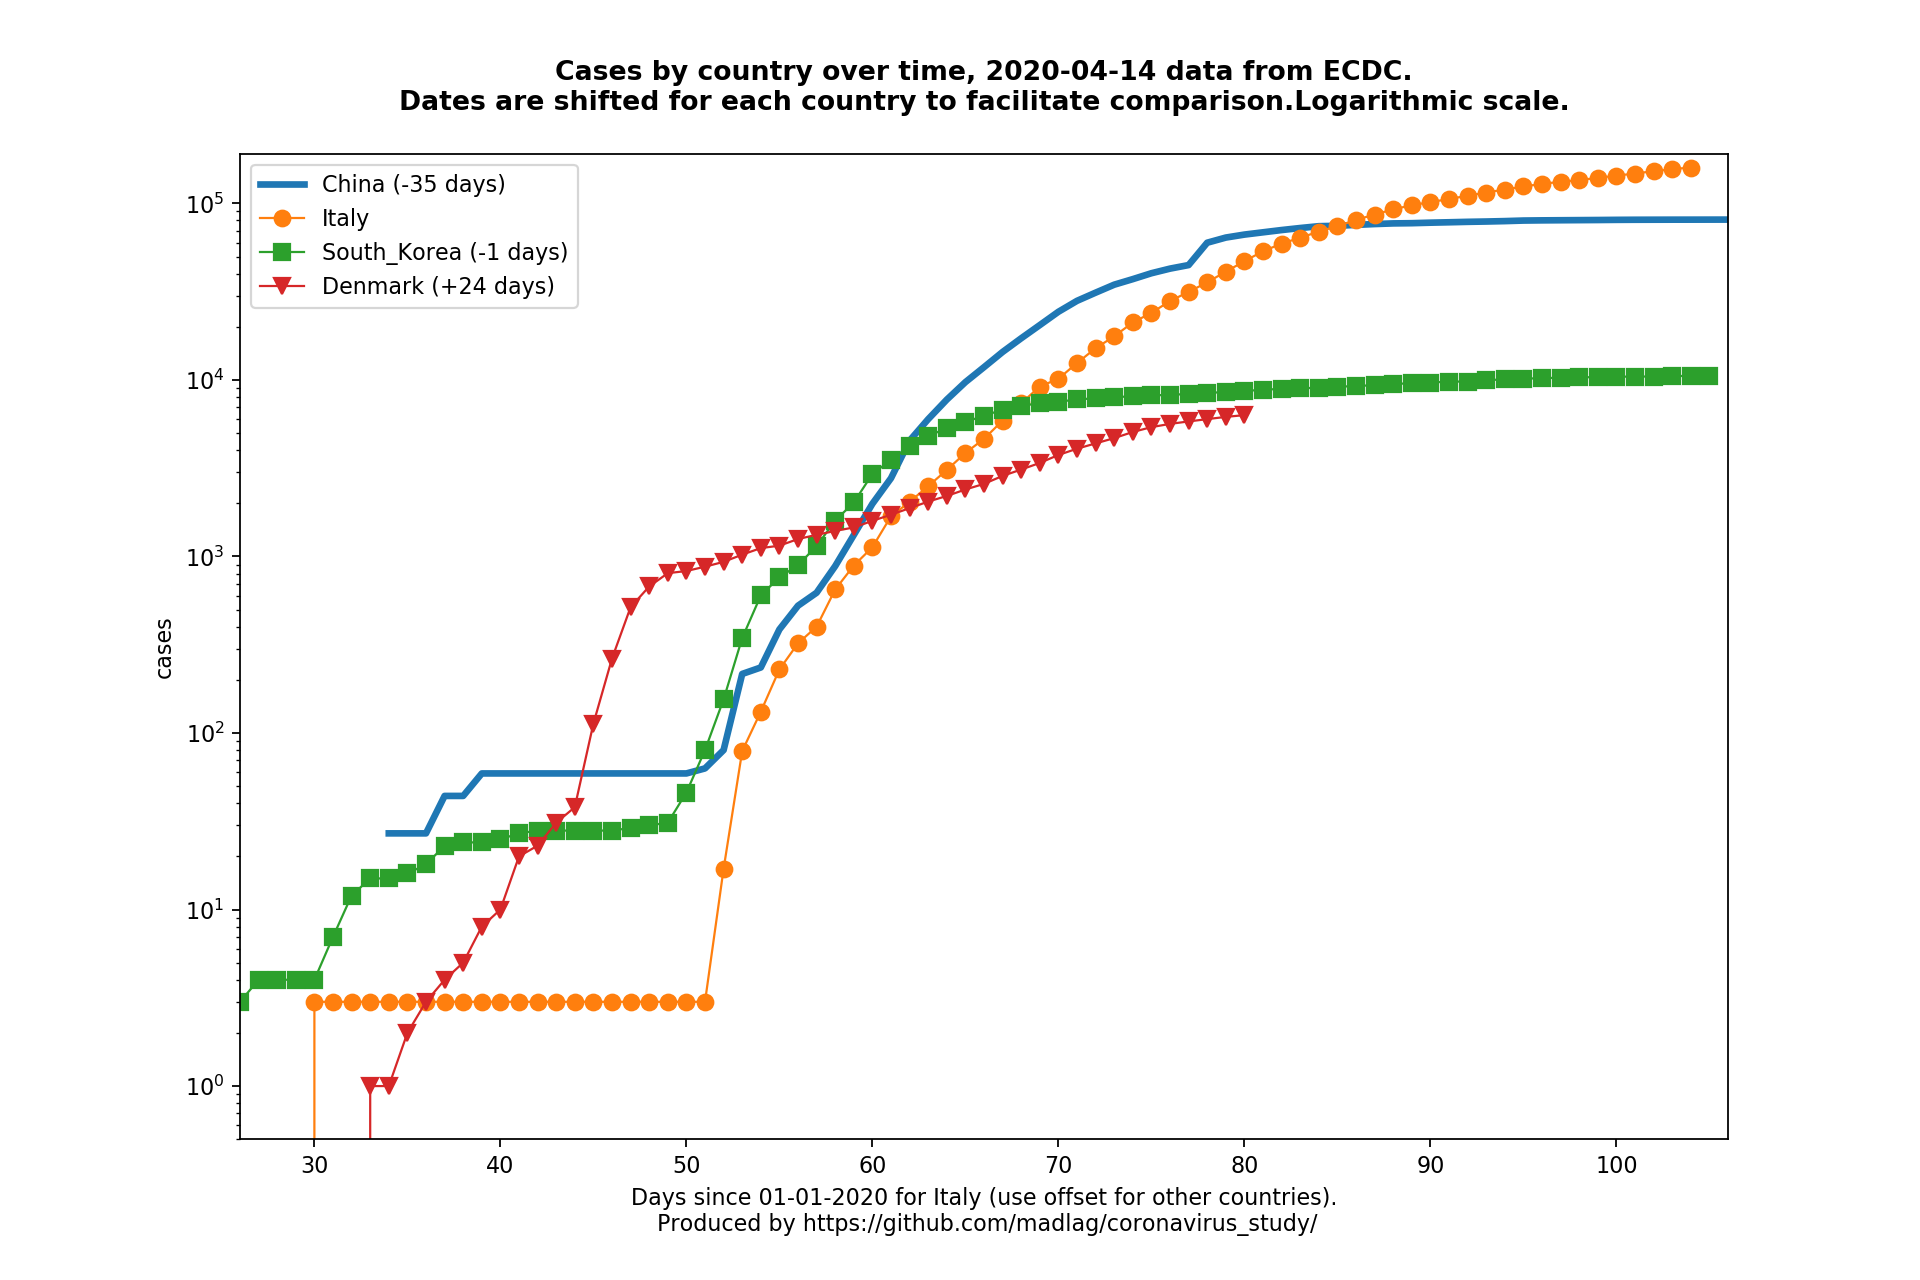 Cases by country over time, 2020-04-14 data from ECDC.
Dates are shifted for each country to facilitate comparison.Logarithmic scale.
China (-35 days)
Italy
South_Korea (-1 days)
Denmark (+24 days)
10⁵
10⁴
10³
10²
10¹
10⁰
cases
30 40 50 60 70 80 90 100
Days since 01-01-2020 for Italy (use offset for other countries).
Produced by https://github.com/madlag/coronavirus_study/